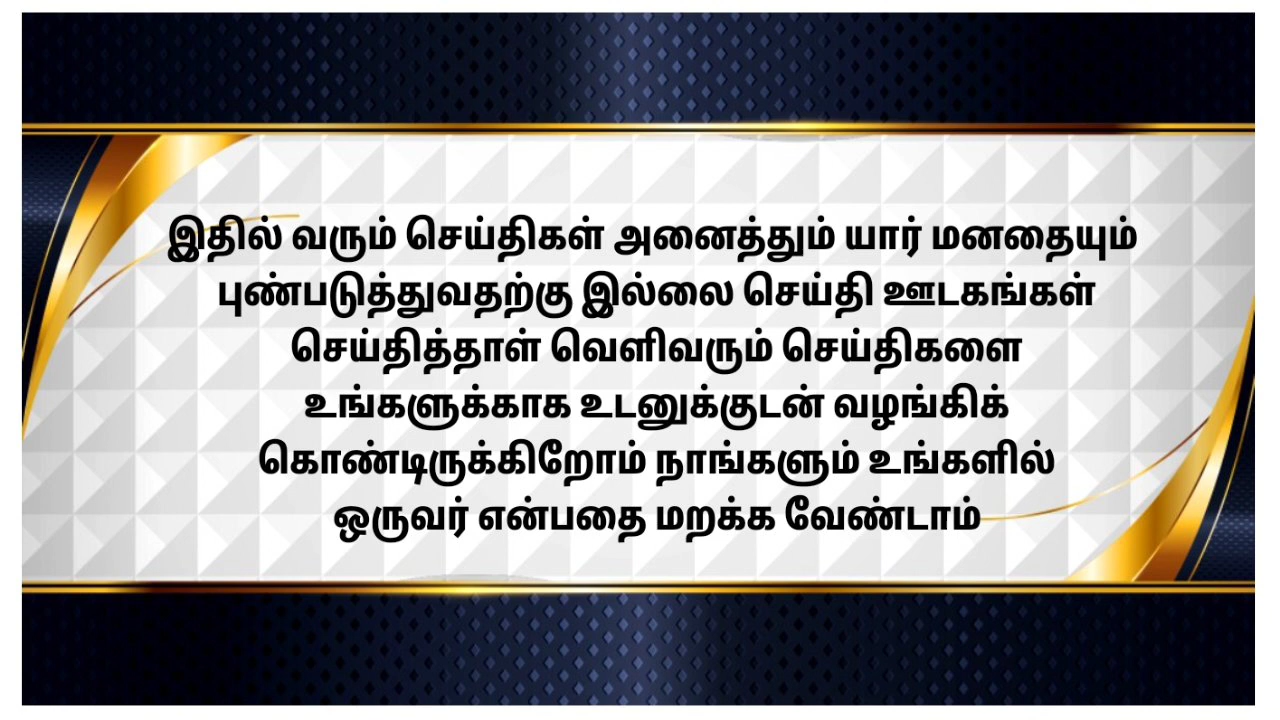 இதில் வரும் செய்திகள் அனைத்தும் யார் மனதையும்
புண்படுத்துவதற்கு இல்லை செய்தி ஊடகங்கள்
செய்தித்தாள் வெளிவரும் செய்திகளை
உங்களுக்காக உடனுக்குடன் வழங்கிக்
கொண்டிருக்கிறோம் நாங்களும் உங்களில்
ஒருவர் என்பதை மறக்க வேண்டாம்